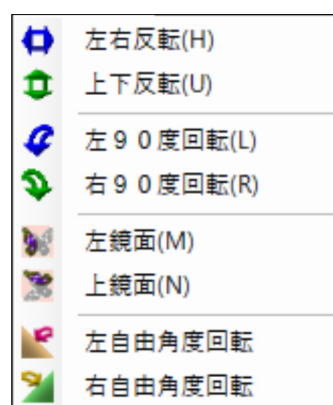 左右反転(H)
上下反転(U)
左９０度回転(L)
右９０度回転(R)
左鏡面(M)
上鏡面(N)
左自由角度回転
右自由角度回転